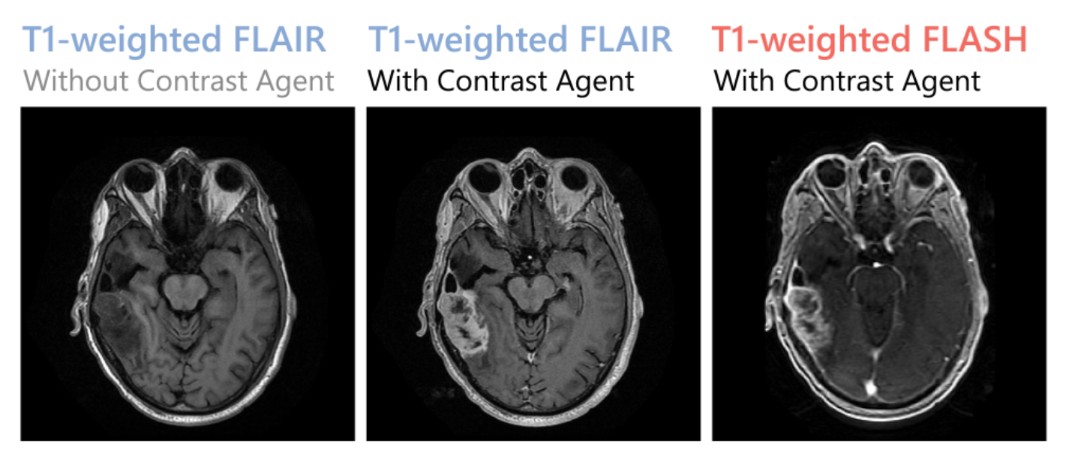 T1-weighted FLAIR
Without Contrast Agent
T1-weighted FLAIR
With Contrast Agent
T1-weighted FLASH
With Contrast Agent